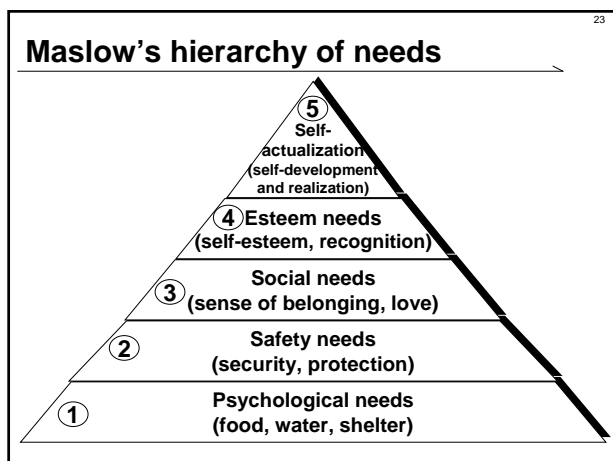 23
Maslow's hierarchy of needs
5
Self-
actualization
(self-development
and realization)
4 Esteem needs
(self-esteem, recognition)
3
Social needs
(sense of belonging, love)
2
Safety needs
(security, protection)
1
Psychological needs
(food, water, shelter)